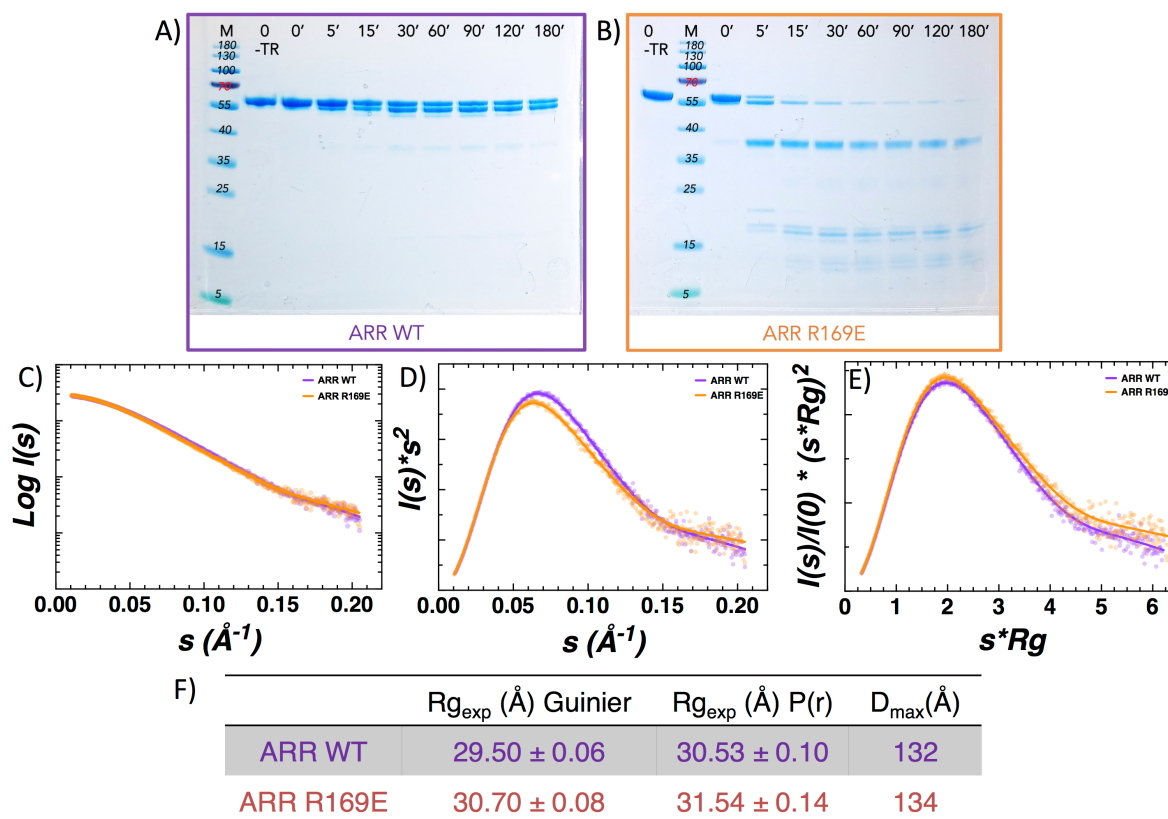 A)
M 0 0' 5' 15' 30' 60' 90' 120' 180'
-TR
180
130
100
70
55
40
35
25
15
5
ARR WT
B)
0 M 0' 5' 15' 30' 60' 90' 120' 180'
-TR
180
130
100
70
55
40
35
25
15
5
ARR R169E
C)
ARR WT
ARR R169E
Log I(s)
0.00 0.05 0.10 0.15 0.20
s (Å-1)
D)
ARR WT
ARR R169E
I(s)*s2
0.00 0.05 0.10 0.15 0.20
s (Å-1)
E)
ARR WT
ARR R169E
I(s)/I(0) * (s*Rg)2
0 1 2 3 4 5 6
s*Rg
F)
Rgexp (Å) Guinier Rgexp (Å) P(r) Dmax(Å)
ARR WT 29.50 ± 0.06 30.53 ± 0.10 132
ARR R169E 30.70 ± 0.08 31.54 ± 0.14 134